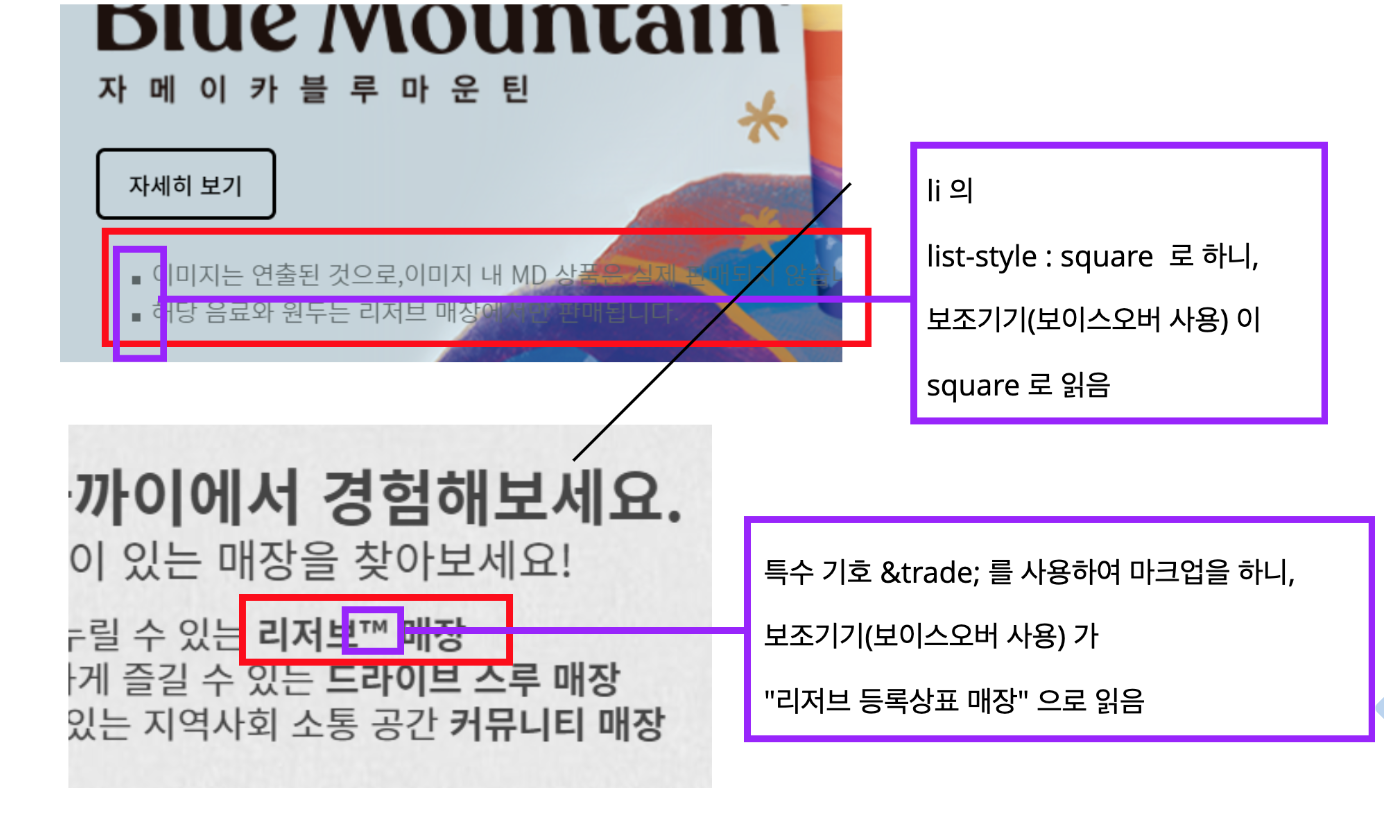 Blue Mountain
자메이카블루마운틴
자세히 보기
▪ 이미지는 연출된 것으로,이미지 내 MD 상품은 실제 판매되지 않습니
▪ 해당 음료와 원두는 리저브 매장에서만 판매됩니다.
li 의
list-style : square 로 하니,
보조기기(보이스오버 사용) 이
square 로 읽음
까이에서 경험해보세요.
이 있는 매장을 찾아보세요!
누릴 수 있는 리저브™ 매장
게 즐길 수 있는 드라이브 스루 매장
있는 지역사회 소통 공간 커뮤니티 매장
특수 기호 &trade; 를 사용하여 마크업을 하니,
보조기기(보이스오버 사용) 가
"리저브 등록상표 매장" 으로 읽음